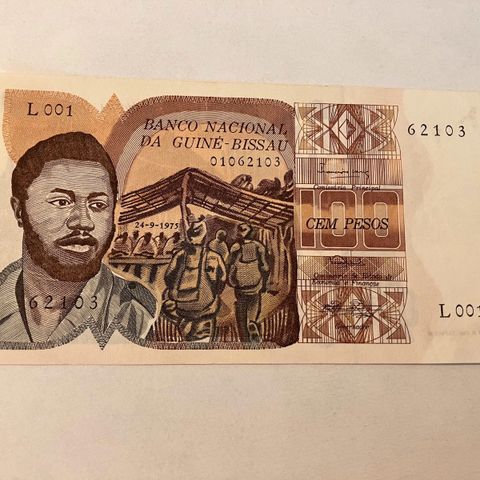 L 001
BANCO NACIONAL
DA GUINÉ-BISSAU
01062103
62103
24-9-1975
100
CEM PESOS
62103
L 001